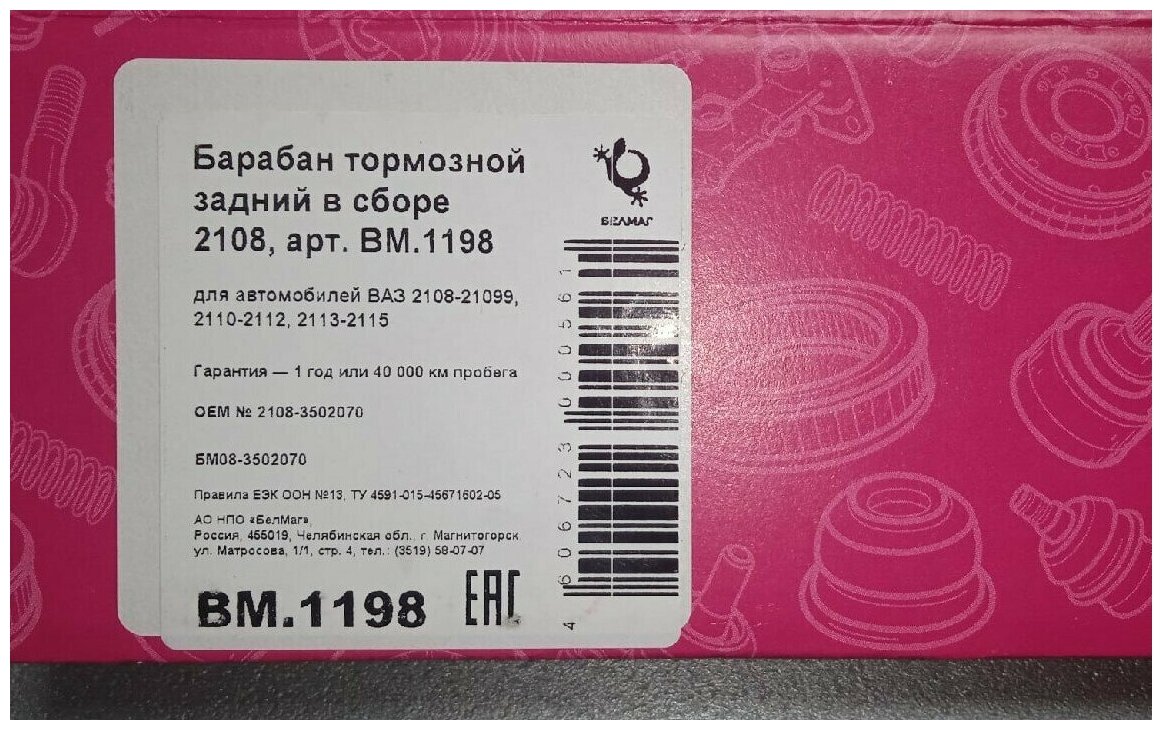 Барабан тормозной
задний в сборе
2108, арт. BM.1198
для автомобилей ВАЗ 2108-21099,
2110-2112, 2113-2115
Гарантия — 1 год или 40 000 км пробега
OEM № 2108-3502070
БМ08-3502070
Правила ЕЭК ООН №13, ТУ 4591-015-45671602-05
АО НПО «БелМаг»,
Россия, 455019, Челябинская обл., г. Магнитогорск,
ул. Матросова, 1/1, стр. 4, тел.: (3519) 58-07-07
BM.1198
EAC
БЕЛМАГ
4 606723 000561